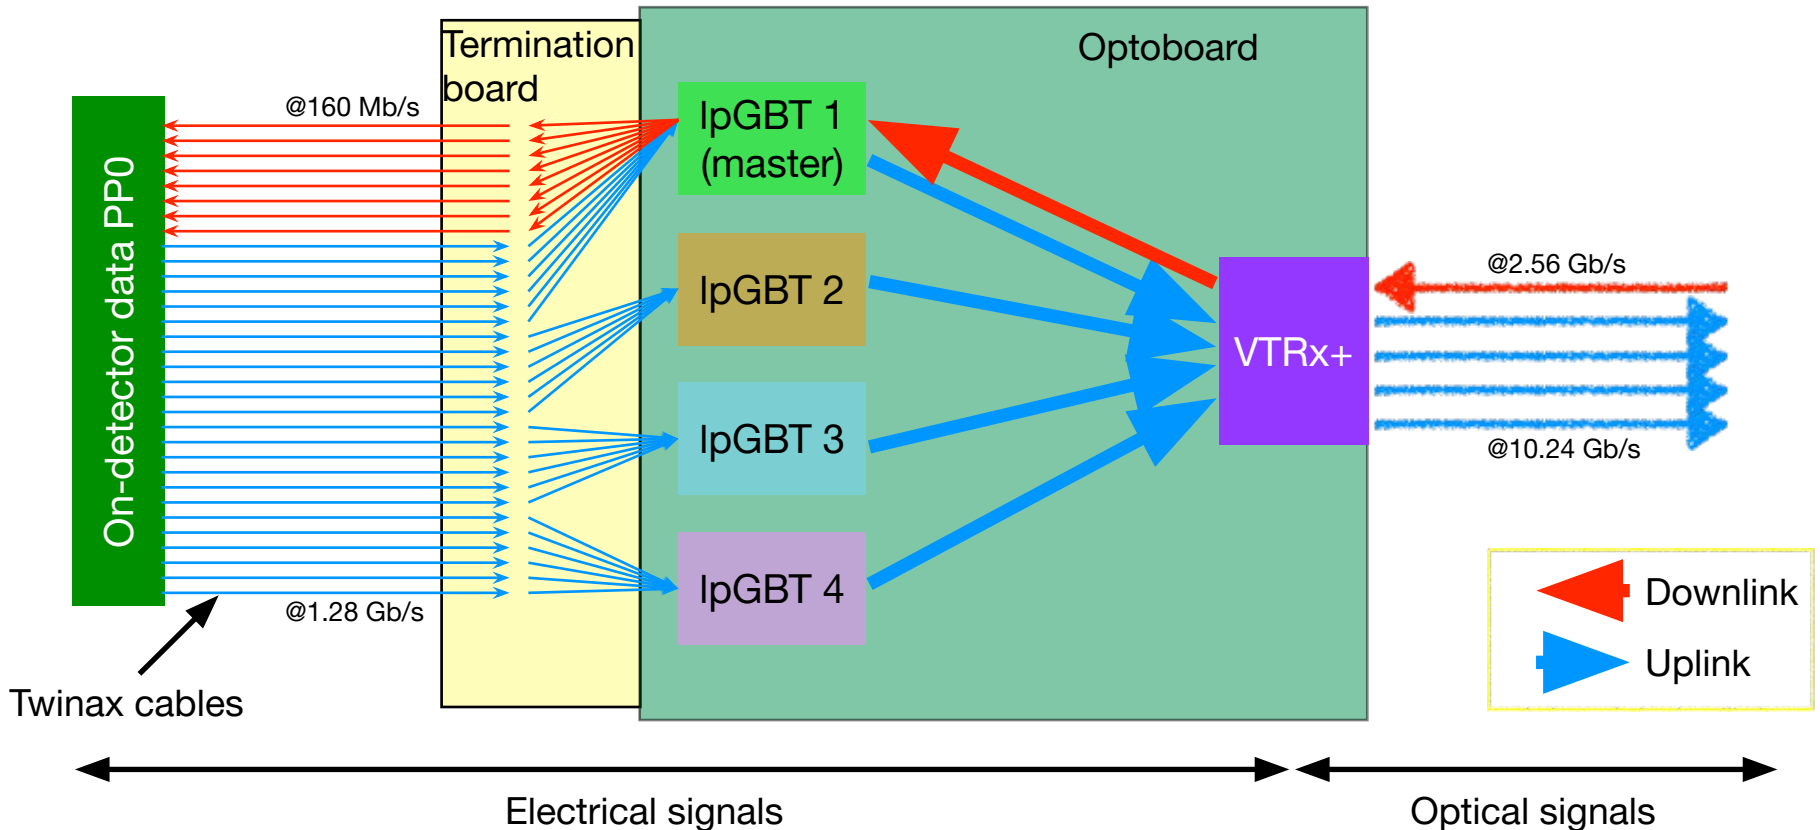 Termination
board
Optoboard
@160 Mb/s
lpGBT 1
(master)
On-detector data PP0
lpGBT 2
@2.56 Gb/s
VTRx+
lpGBT 3
@10.24 Gb/s
lpGBT 4
@1.28 Gb/s
Downlink
Uplink
Twinax cables
Electrical signals
Optical signals